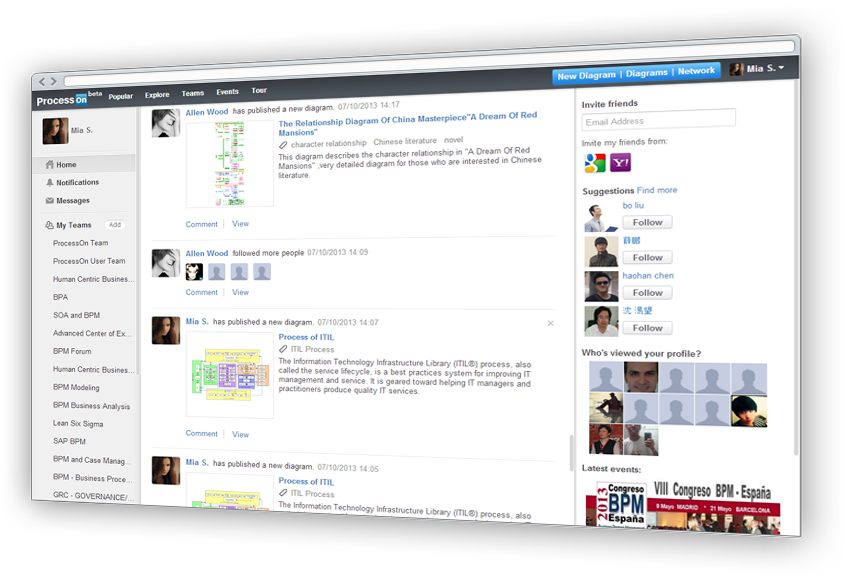 ProcessOn beta Popular Explore Teams Events Tour
New Diagram | Diagrams | Network
Mia S.
Mia S.
Home
Notifications
Messages
My Teams Add
ProcessOn Team
ProcessOn User Team
Human Centric Busines...
BPA
SOA and BPM
Advanced Center of Ex...
BPM Forum
Human Centric Busines...
BPM Modeling
BPM Business Analysis
Lean Six Sigma
SAP BPM
BPM and Case Manag...
BPM - Business Proce...
GRC - GOVERNANCE/...
Allen Wood has published a new diagram. 07/10/2013 14:17
The Relationship Diagram Of China Masterpiece"A Dream Of Red
Mansions"
character relationship Chinese literature novel
This diagram describes the character relationship in "A Dream Of Red
Mansions" ,very detailed diagram for those who are interested in Chinese
literature.
Comment View
Allen Wood followed more people 07/10/2013 14:09
Comment View
Mia S. has published a new diagram. 07/10/2013 14:07
Process of ITIL
ITIL Process
The Information Technology Infrastructure Library (ITIL®) process, also
called the service lifecycle, is a best practices system for improving IT
management and service. It is geared toward helping IT managers and
practitioners produce quality IT services.
Comment View
Mia S. has published a new diagram. 07/10/2013 14:05
Process of ITIL
ITIL Process
The Information Technology Infrastructure Library (ITIL®) process, also
Invite friends
Email Address
Invite my friends from:
g
Y!
Suggestions Find more
bo liu
Follow
Follow
haohan chen
Follow
沈 渴望
Follow
Who's viewed your profile?
Latest events:
2013
Congreso
BPM
España
VIII Congreso BPM - España
8 Mayo MADRID * 21 Mayo BARCELONA